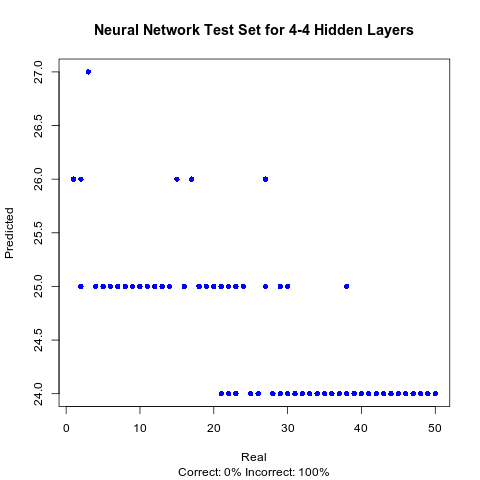 Neural Network Test Set for 4-4 Hidden Layers
Predicted
27.0
26.5
26.0
25.5
25.0
24.5
24.0
0 10 20 30 40 50
Real
Correct: 0% Incorrect: 100%